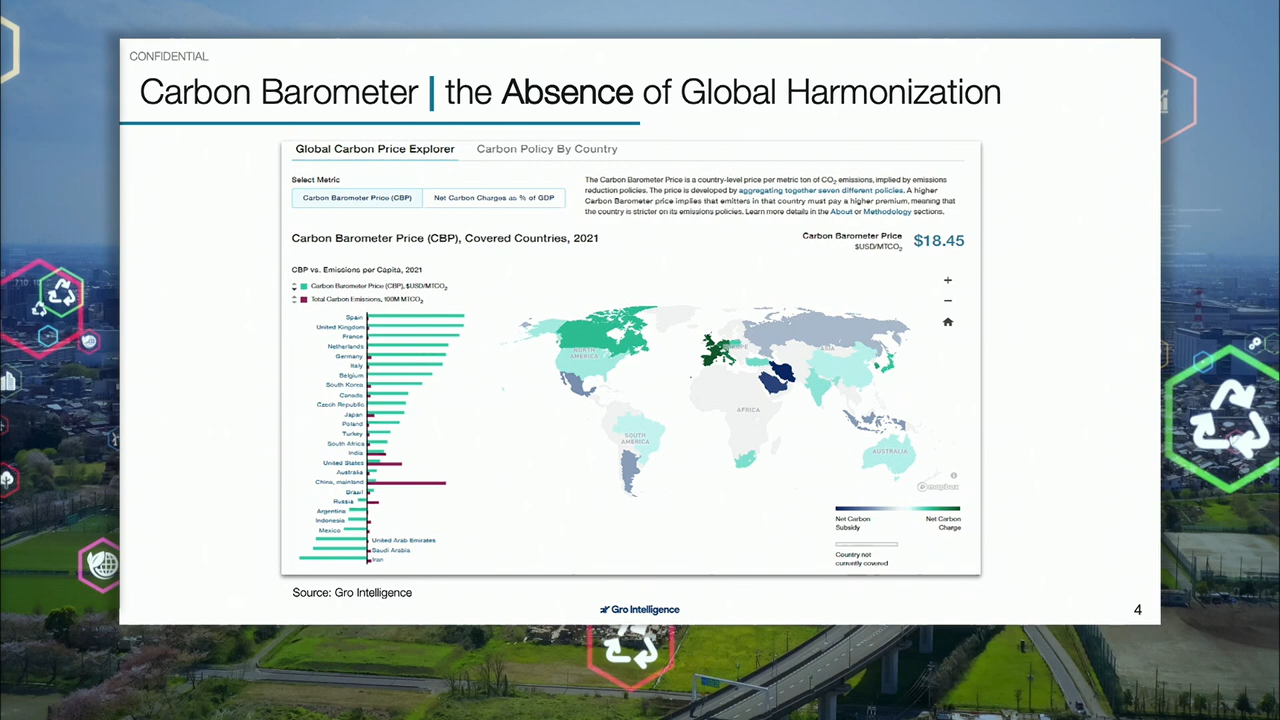 CONFIDENTIAL
Carbon Barometer | the Absence of Global Harmonization
Global Carbon Price Explorer
Carbon Policy By Country
Select Metric
Carbon Barometer Price (CBP)
Net Carbon Charges as % of GDP
The Carbon Barometer Price is a country-level price per metric ton of CO2 emissions, implied by emissions
reduction policies. The price is developed by aggregating together seven different policies. A higher
Carbon Barometer price implies that emitters in that country must pay a higher premium, meaning that
the country is stricter on its emissions policies. Learn more details in the About or Methodology sections.
Carbon Barometer Price (CBP), Covered Countries, 2021
Carbon Barometer Price
$USD/MTCO2
$18.45
CBP vs. Emissions per Capita, 2021
Carbon Barometer Price (CBP), $USD/MTCO2
Total Carbon Emissions, 100M MTCO2
Spain
United Kingdom
France
Netherlands
Germany
Italy
Belgium
South Korea
Canada
Czech Republic
Japan
Poland
Turkey
South Africa
India
United States
Australia
China, mainland
Brazil
Russia
Argentina
Indonesia
Mexico
United Arab Emirates
Saudi Arabia
Iran
NORTH
AMERICA
EUROPE
ASIA
AFRICA
SOUTH
AMERICA
AUSTRALIA
mapbox
Net Carbon
Subsidy
Net Carbon
Charge
Country not
currently covered
Source: Gro Intelligence
Gro Intelligence
4